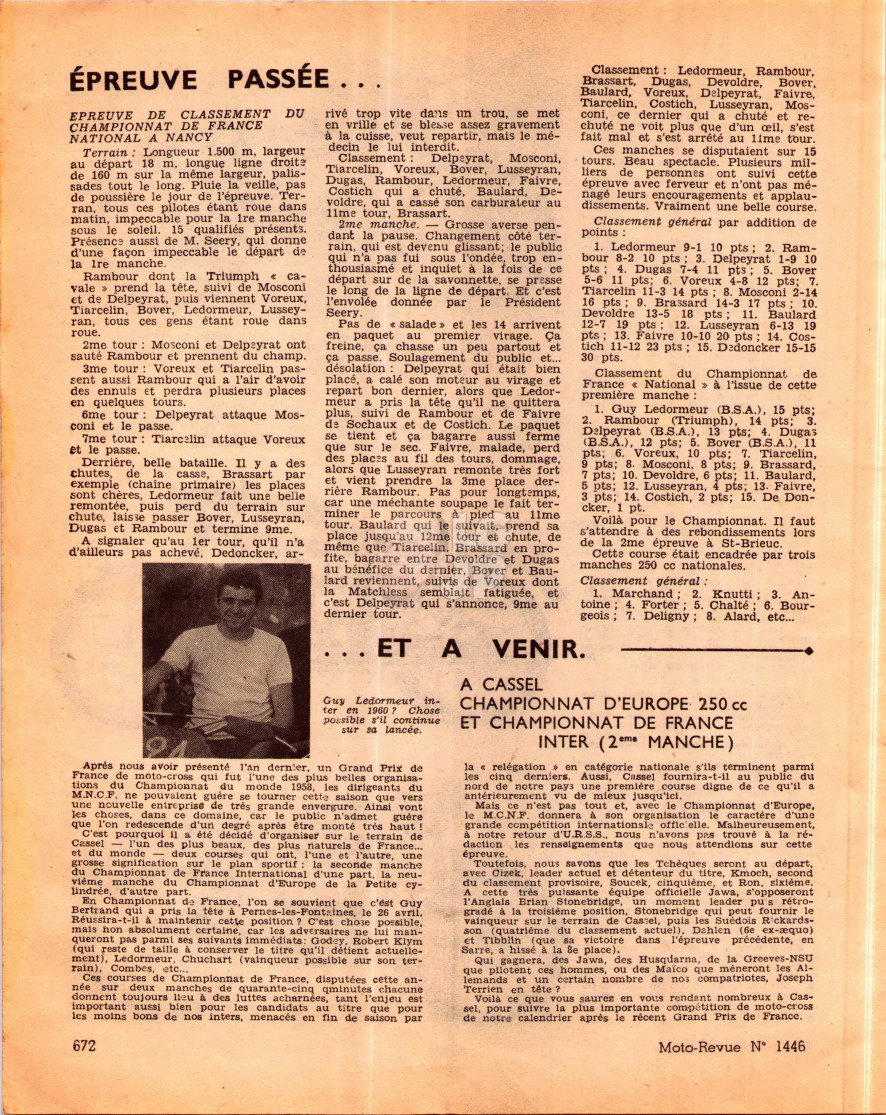 ÉPREUVE PASSÉE . . .
EPREUVE DE CLASSEMENT DU
CHAMPIONNAT DE FRANCE
NATIONAL A NANCY
Terrain : Longueur 1.500 m, largeur
au départ 18 m, longue ligne droite
de 160 m sur la même largeur, palis-
sades tout le long. Pluie la veille, pas
de poussière le jour de l'épreuve. Ter-
ran, tous ces pilotes étant roue dans
matin, impeccable pour la 1re manche
sous le soleil. 15 qualifiés présents.
Présence aussi de M. Seery, qui donne
d'une façon impeccable le départ de
la 1re manche.
Rambour dont la Triumph « ca-
vale » prend la tête, suivi de Mosconi
et de Delpeyrat, puis viennent Voreux,
Tiarcelin, Bover, Ledormeur, Lussey-
ran, tous ces gens étant roue dans
roue.
2me tour : Mosconi et Delpeyrat ont
sauté Rambour et prennent du champ.
3me tour : Voreux et Tiarcelin pas-
sent aussi Rambour qui a l'air d'avoir
des ennuis et perdra plusieurs places
en quelques tours.
6me tour : Delpeyrat attaque Mos-
coni et le passe.
7me tour : Tiarcelin attaque Voreux
et le passe.
Derrière, belle bataille. Il y a des
chutes, de la casse, Brassart par
exemple (chaîne primaire) les places
sont chères, Ledormeur fait une belle
remontée, puis perd du terrain sur
chute, laisse passer Bover, Lusseyran,
Dugas et Rambour et termine 9me.
A signaler qu'au 1er tour, qu'il n'a
d'ailleurs pas achevé, Dedoncker, ar-
rivé trop vite dans un trou, se met
en vrille et se blesse assez gravement
à la cuisse, veut repartir, mais le mé-
decin le lui interdit.
Classement : Delpeyrat, Mosconi,
Tiarcelin, Voreux, Bover, Lusseyran,
Dugas, Rambour, Ledormeur, Faivre,
Costich qui a chuté, Baulard, De-
voldre, qui a cassé son carburateur au
11me tour, Brassart.
2me manche. — Grosse averse pen-
dant la pause. Changement côté ter-
rain, qui est devenu glissant; le public
qui n'a pas fui sous l'ondée, trop en-
thousiasmé et inquiet à la fois de ce
départ sur de la savonnette, se presse
le long de la ligne de départ. Et c'est
l'envolée donnée par le Président
Seery.
Pas de « salade » et les 14 arrivent
en paquet au premier virage. Ça
freine, ça chasse un peu partout et
ça passe. Soulagement du public et...
désolation : Delpeyrat qui était bien
placé, a calé son moteur au virage et
repart bon dernier, alors que Ledor-
meur a pris la tête qu'il ne quittera
plus, suivi de Rambour et de Faivre
de Sochaux et de Costich. Le paquet
se tient et ça bagarre aussi ferme
que sur le sec. Faivre, malade, perd
des places au fil des tours, dommage,
alors que Lusseyran remonte très fort
et vient prendre la 3me place der-
rière Rambour. Pas pour longtemps,
car une méchante soupape le fait ter-
miner le parcours à pied au 11me
tour. Baulard qui le suivait, prend sa
place jusqu'au 12me tour et chute, de
même que Tiarcelin. Brassard en pro-
fite, bagarre entre Devoldre et Dugas
au bénéfice du dernier, Bover et Bau-
lard reviennent, suivis de Voreux dont
la Matchless semblait fatiguée, et
c'est Delpeyrat qui s'annonce, 9me au
dernier tour.
Classement : Ledormeur, Rambour,
Brassart, Dugas, Devoldre, Bover,
Baulard, Voreux, Delpeyrat, Faivre,
Tiarcelin, Costich, Lusseyran, Mos-
coni, ce dernier qui a chuté et re-
chuté ne voit plus que d'un œil, s'est
fait mal et s'est arrêté au 11me tour.
Ces manches se disputaient sur 15
tours. Beau spectacle. Plusieurs mil-
liers de personnes ont suivi cette
épreuve avec ferveur et n'ont pas mé-
nagé leurs encouragements et applau-
dissements. Vraiment une belle course.
Classement général par addition de
points :
1. Ledormeur 9-1 10 pts ; 2. Ram-
bour 8-2 10 pts ; 3. Delpeyrat 1-9 10
pts ; 4. Dugas 7-4 11 pts ; 5. Bover
5-6 11 pts; 6. Voreux 4-8 12 pts; 7.
Tiarcelin 11-3 14 pts ; 8. Mosconi 2-14
16 pts ; 9. Brassard 14-3 17 pts ; 10.
Devoldre 13-5 18 pts ; 11. Baulard
12-7 19 pts ; 12. Lusseyran 6-13 19
pts ; 13. Faivre 10-10 20 pts ; 14. Cos-
tich 11-12 23 pts ; 15. Dedoncker 15-15
30 pts.
Classement du Championnat de
France « National » à l'issue de cette
première manche :
1. Guy Ledormeur (B.S.A.), 15 pts;
2. Rambour (Triumph), 14 pts; 3.
Delpeyrat (B.S.A.), 13 pts; 4. Dugas
(B.S.A.), 12 pts; 5. Bover (B.S.A.), 11
pts; 6. Voreux, 10 pts; 7. Tiarcelin,
9 pts; 8. Mosconi, 8 pts; 9. Brassard,
7 pts; 10. Devoldre, 6 pts; 11. Baulard,
5 pts; 12. Lusseyran, 4 pts; 13. Faivre,
3 pts; 14. Costich, 2 pts; 15. De Don-
cker, 1 pt.
Voilà pour le Championnat. Il faut
s'attendre à des rebondissements lors
de la 2me épreuve à St-Brieuc.
Cette course était encadrée par trois
manches 250 cc nationales.
Classement général :
1. Marchand ; 2. Knutti ; 3. An-
toine ; 4. Forter ; 5. Chalté ; 6. Bour-
geois ; 7. Deligny ; 8. Alard, etc...
. . . ET A VENIR.
Guy Ledormeur in-
ter en 1960 ? Chose
possible s'il continue
sur sa lancée.
A CASSEL
CHAMPIONNAT D'EUROPE 250 cc
ET CHAMPIONNAT DE FRANCE
INTER (2eme MANCHE)
Après nous avoir présenté l'an dernier, un Grand Prix de
France de moto-cross qui fut l'une des plus belles organisa-
tions du Championnat du monde 1958, les dirigeants du
M.N.C.F. ne pouvaient guère se tourner cette saison que vers
une nouvelle entreprise de très grande envergure. Ainsi vont
les choses, dans ce domaine, car le public n'admet guère
que l'on redescende d'un degré après être monté très haut !
C'est pourquoi il a été décidé d'organiser sur le terrain de
Cassel — l'un des plus beaux, des plus naturels de France...
et du monde — deux courses qui ont, l'une et l'autre, une
grosse signification sur le plan sportif : la seconde manche
du Championnat de France International d'une part, la neu-
vième manche du Championnat d'Europe de la Petite cy-
lindrée, d'autre part.
En Championnat de France, l'on se souvient que c'est Guy
Bertrand qui a pris la tête à Pernes-les-Fontaines, le 26 avril.
Réussira-t-il à maintenir cette position ? C'est chose possible,
mais non absolument certaine, car les adversaires ne lui man-
queront pas parmi ses suivants immédiats: Godey, Robert Klym
(qui reste de taille à conserver le titre qu'il détient actuelle-
ment), Ledormeur, Chuchart (vainqueur possible sur son ter-
rain), Combes, etc...
Ces courses de Championnat de France, disputées cette an-
née sur deux manches de quarante-cinq qminutes chacune
donnent toujours lieu à des luttes acharnées, tant l'enjeu est
important aussi bien pour les candidats au titre que pour
les moins bons de nos inters, menacés en fin de saison par
la « relégation » en catégorie nationale s'ils terminent parmi
les cinq derniers. Aussi, Cassel fournira-t-il au public du
nord de notre pays une première course digne de ce qu'il a
antérieurement vu de mieux jusqu'ici.
Mais ce n'est pas tout et, avec le Championnat d'Europe,
le M.C.N.F. donnera à son organisation le caractère d'une
grande compétition internationale officielle. Malheureusement,
à notre retour d'U.R.S.S., nous n'avons pas trouvé à la ré-
daction les renseignements que nous attendions sur cette
épreuve.
Toutefois, nous savons que les Tchèques seront au départ,
avec Cizek, leader actuel et détenteur du titre, Kmoch, second
du classement provisoire, Soucek, cinquième, et Ron, sixième.
A cette très puissante équipe officielle Jawa, s'opposeront
l'Anglais Brian Stonebridge, un moment leader puis rétro-
gradé à la troisième position, Stonebridge qui peut fournir le
vainqueur sur le terrain de Cassel, puis les Suédois Rickards-
son (quatrième du classement actuel), Dahlen (6e ex-æquo)
et Tibblin (que sa victoire dans l'épreuve précédente, en
Sarre, a hissé à la 8e place).
Qui gagnera, des Jawa, des Husqdarna, de la Greeves-NSU
que pilotent ces hommes, ou des Maïco que mèneront les Al-
lemands et un certain nombre de nos compatriotes, Joseph
Terrien en tête ?
Voilà ce que vous saurez en vous rendant nombreux à Cas-
sel, pour suivre la plus importante compétition de moto-cross
de notre calendrier après le récent Grand Prix de France.
672
Moto-Revue N° 1446